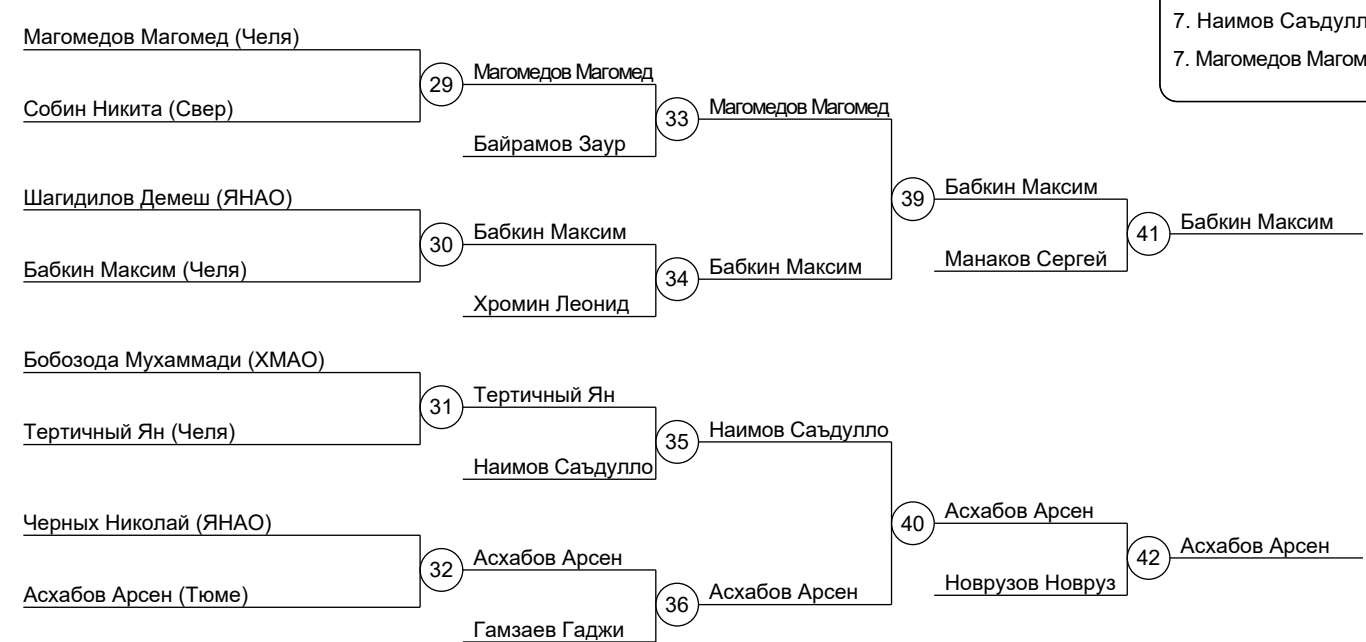 7. Наимов Саъдулл
7. Магомедов Магом
Магомедов Магомед (Челя)
29
Магомедов Магомед
Собин Никита (Свер)
33
Магомедов Магомед
Байрамов Заур
Шагидилов Демеш (ЯНАО)
39
Бабкин Максим
30
Бабкин Максим
41
Бабкин Максим
Бабкин Максим (Челя)
34
Бабкин Максим
Манаков Сергей
Хромин Леонид
Бобозода Мухаммади (ХМАО)
31
Тертичный Ян
Тертичный Ян (Челя)
35
Наимов Саъдулло
Наимов Саъдулло
Черных Николай (ЯНАО)
40
Асхабов Арсен
32
Асхабов Арсен
42
Асхабов Арсен
Асхабов Арсен (Тюме)
36
Асхабов Арсен
Новрузов Новруз
Гамзаев Гаджи